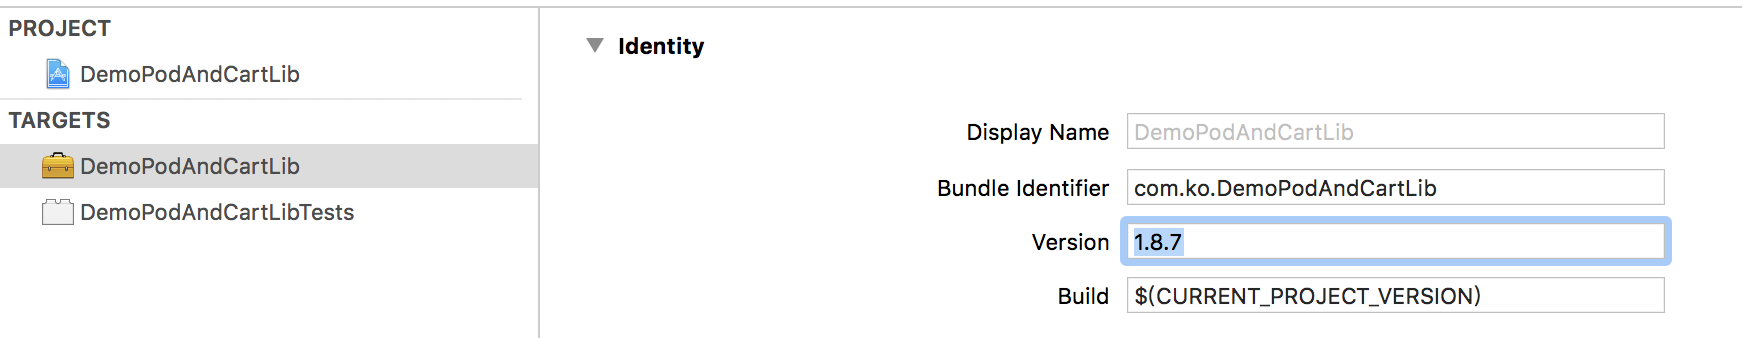 PROJECT
DemoPodAndCartLib
TARGETS
DemoPodAndCartLib
DemoPodAndCartLibTests
Identity
Display Name DemoPodAndCartLib
Bundle Identifier com.ko.DemoPodAndCartLib
Version 1.8.7
Build $(CURRENT_PROJECT_VERSION)